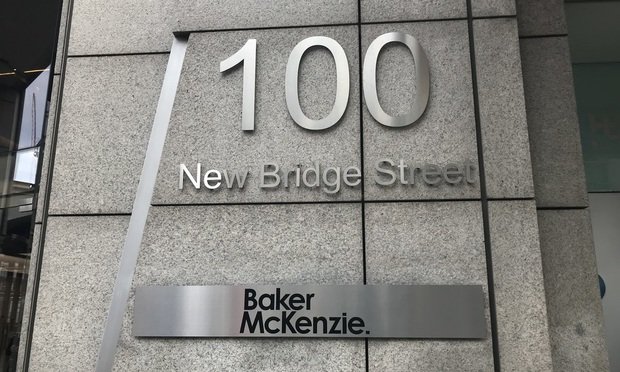 100
New Bridge Street
Baker
McKenzie.